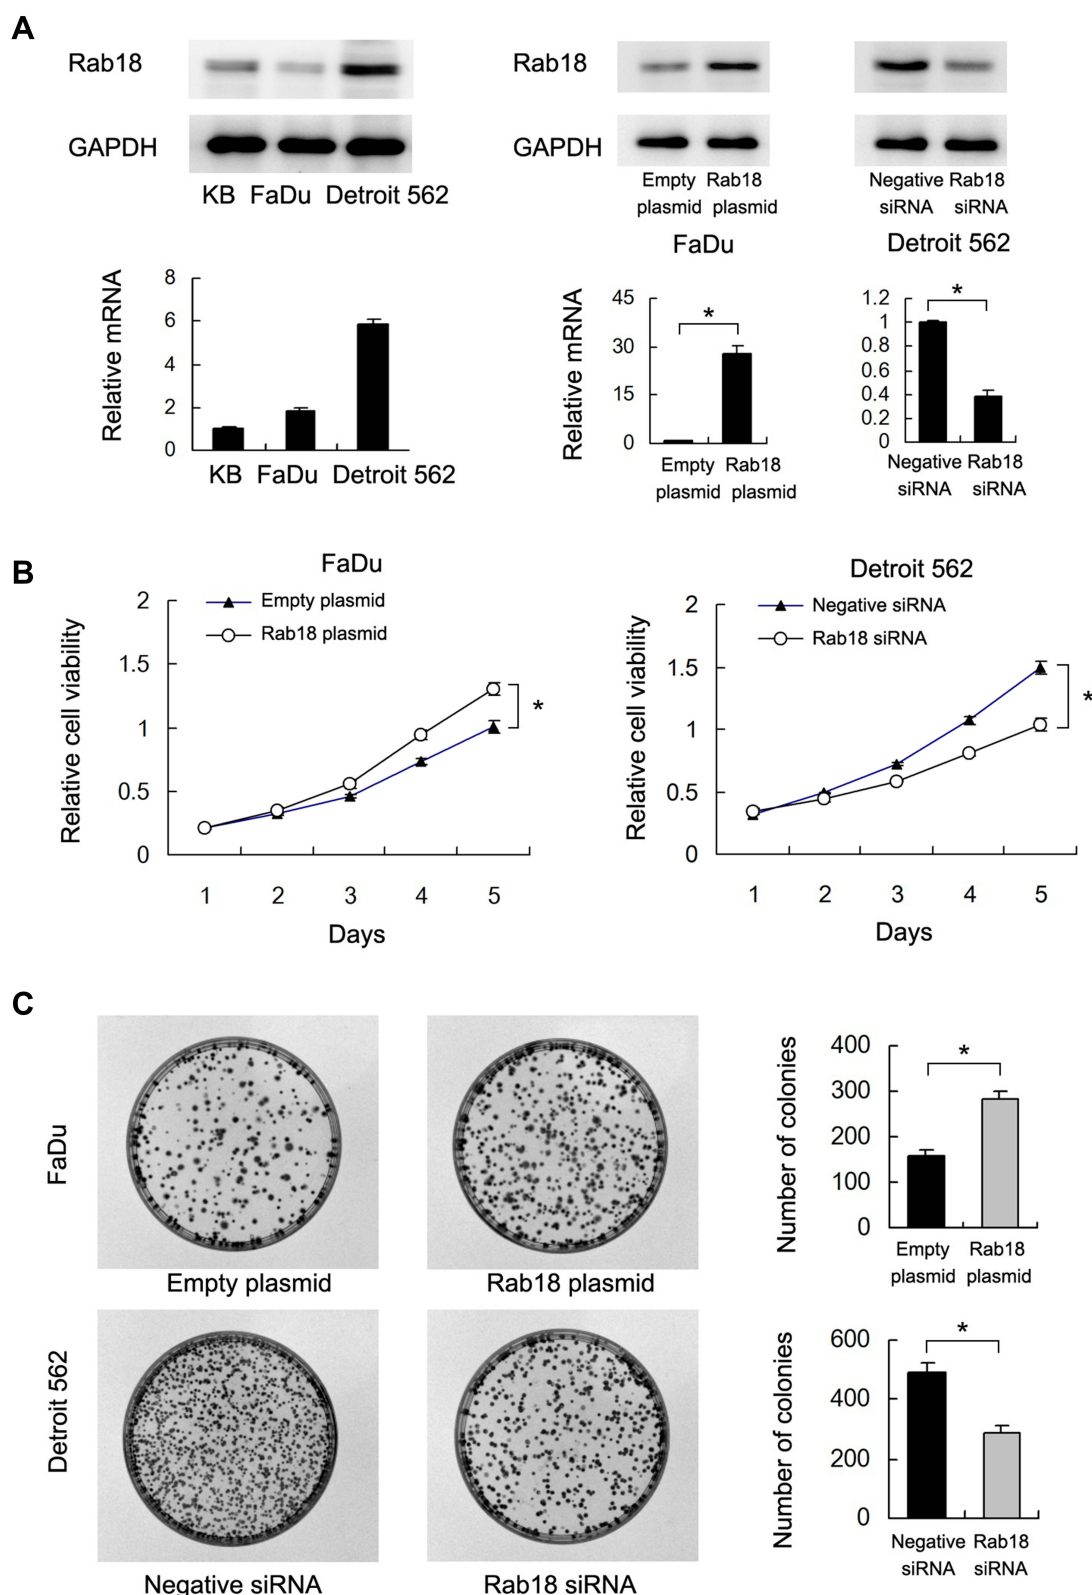 A
Rab18
GAPDH
KB FaDu Detroit 562
Rab18
GAPDH
Empty Rab18
plasmid plasmid
FaDu
Negative Rab18
siRNA siRNA
Detroit 562
Relative mRNA
8
6
4
2
0
KB FaDu Detroit 562
Relative mRNA
45
30
15
0
*
Empty Rab18
plasmid plasmid
1.2
1
0.8
0.6
0.4
0.2
0
*
Negative Rab18
siRNA siRNA
B
FaDu
Relative cell viability
2
1.5
1
0.5
0
Empty plasmid
Rab18 plasmid
*
1 2 3 4 5
Days
Detroit 562
Relative cell viability
2
1.5
1
0.5
0
Negative siRNA
Rab18 siRNA
*
1 2 3 4 5
Days
C
FaDu
Empty plasmid
Rab18 plasmid
Number of colonies
400
300
200
100
0
*
Empty Rab18
plasmid plasmid
Detroit 562
Negative siRNA
Rab18 siRNA
Number of colonies
600
400
200
0
*
Negative Rab18
siRNA siRNA